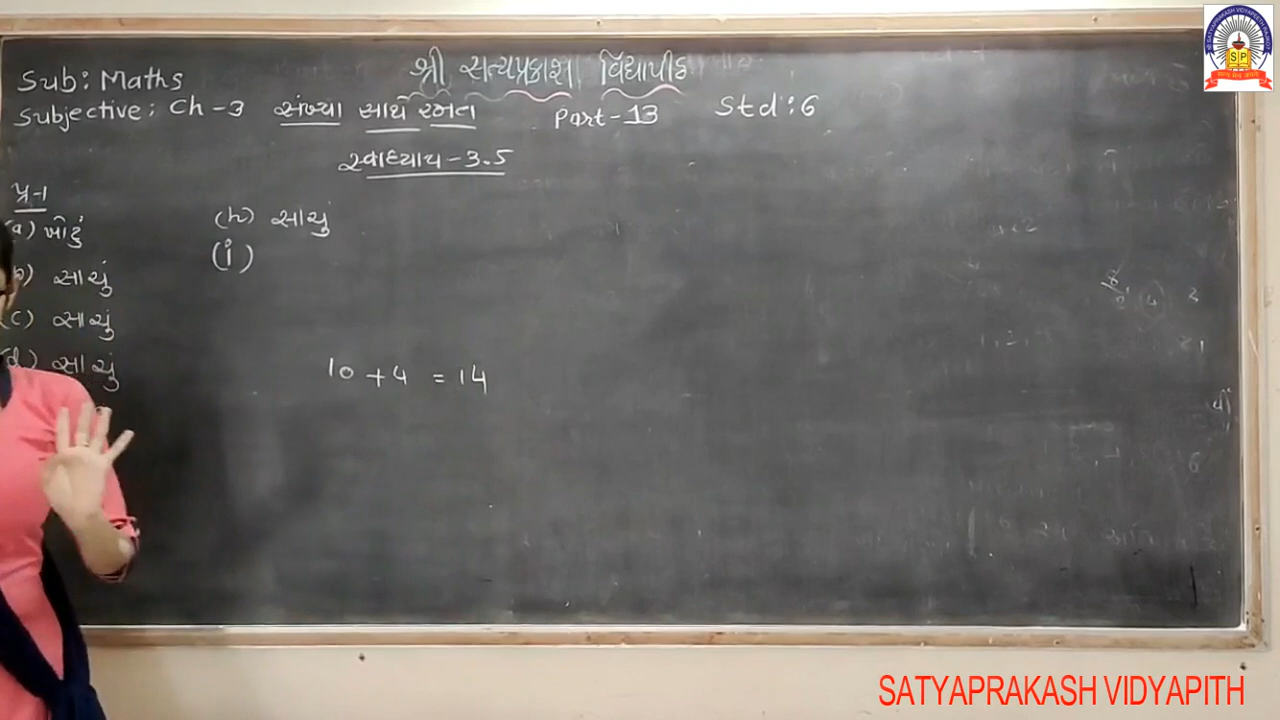 શ્રી સત્યપ્રકાશ વિદ્યાપીઠ
Sub: Maths
Subjective: Ch - 3 સંખ્યા સાથે રમત Part - 13 Std: 6
સ્વાધ્યાય - 3.5
પ્ર-1
(a) ખોટું
(b) સાચું
(c) સાચું
(d) સાચું
(h) સાચું
(i)
10 + 4 = 14
SATYAPRAKASH VIDYAPITH